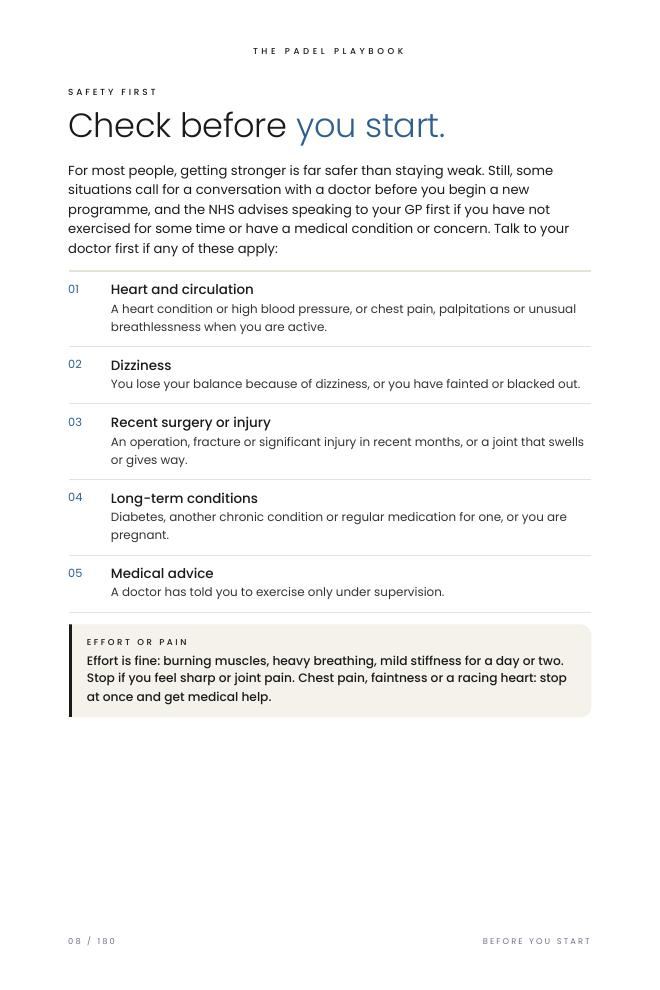 THE PADEL PLAYBOOK
SAFETY FIRST
Check before you start.
For most people, getting stronger is far safer than staying weak. Still, some
situations call for a conversation with a doctor before you begin a new
programme, and the NHS advises speaking to your GP first if you have not
exercised for some time or have a medical condition or concern. Talk to your
doctor first if any of these apply:
01 Heart and circulation
A heart condition or high blood pressure, or chest pain, palpitations or unusual
breathlessness when you are active.
02 Dizziness
You lose your balance because of dizziness, or you have fainted or blacked out.
03 Recent surgery or injury
An operation, fracture or significant injury in recent months, or a joint that swells
or gives way.
04 Long-term conditions
Diabetes, another chronic condition or regular medication for one, or you are
pregnant.
05 Medical advice
A doctor has told you to exercise only under supervision.
EFFORT OR PAIN
Effort is fine: burning muscles, heavy breathing, mild stiffness for a day or two.
Stop if you feel sharp or joint pain. Chest pain, faintness or a racing heart: stop
at once and get medical help.
08 / 180 BEFORE YOU START